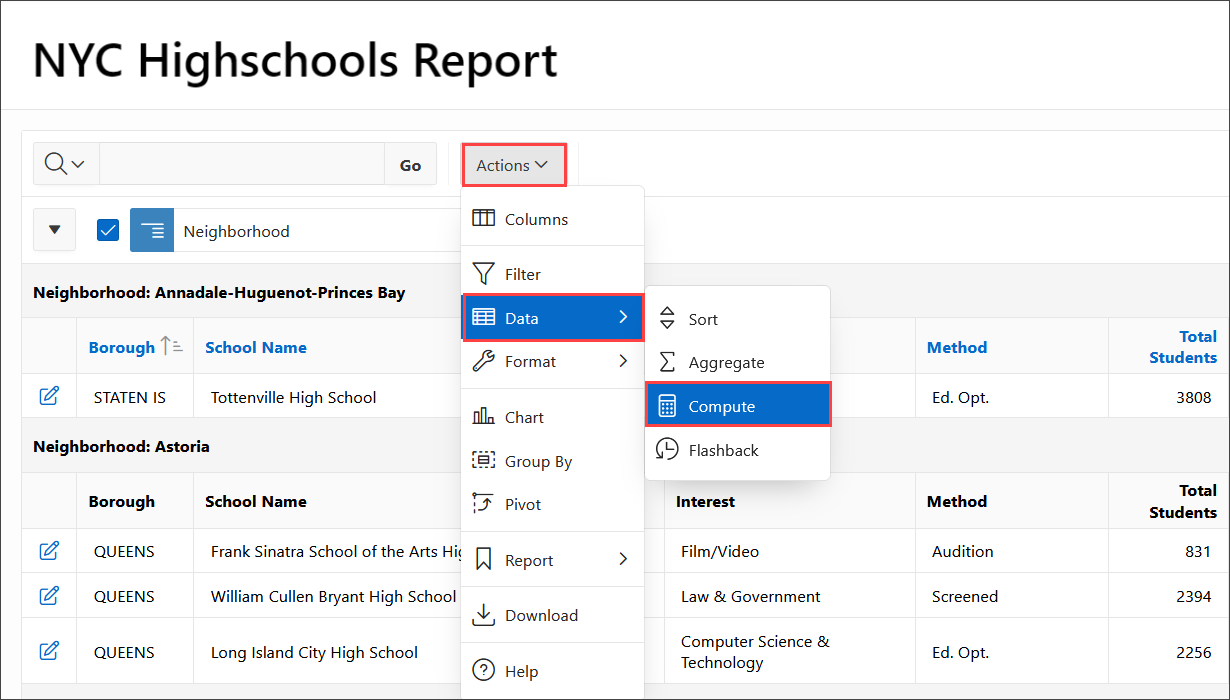 NYC Highschools Report
Go
Actions
Columns
Neighborhood
Filter
Neighborhood: Annadale-Huguenot-Princes Bay
Data
Sort
Borough
School Name
Method
Total
Students
Format
Aggregate
STATEN IS
Tottenville High School
Compute
Ed. Opt.
3808
Chart
Neighborhood: Astoria
Group By
Flashback
Borough
School Name
Pivot
Interest
Method
Total
Students
QUEENS
Frank Sinatra School of the Arts
Report
Film/Video
Audition
831
QUEENS
William Cullen Bryant High School
Download
Law & Government
Screened
2394
QUEENS
Long Island City High School
Help
Computer Science &
Technology
Ed. Opt.
2256